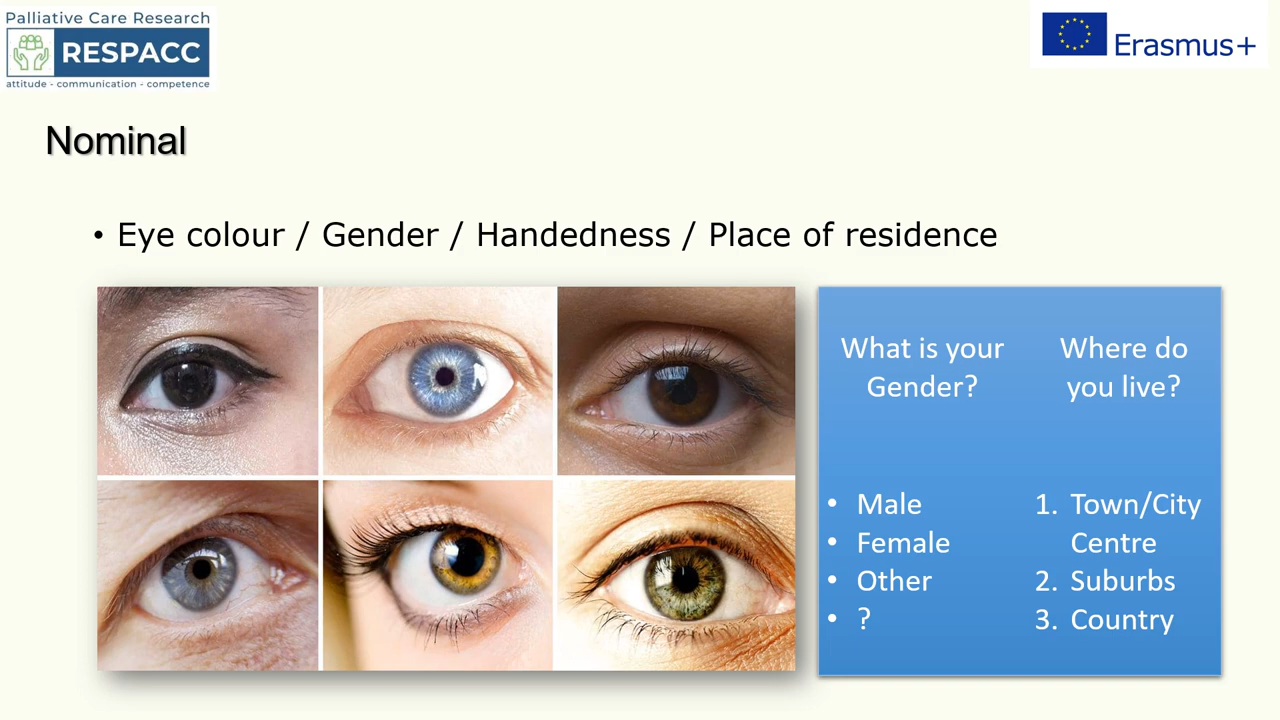 Palliative Care Research
RESPACC
attitude - communication - competence
Erasmus+
Nominal
• Eye colour / Gender / Handedness / Place of residence
What is your
Gender?
• Male
• Female
• Other
• ?
Where do
you live?
1. Town/City
Centre
2. Suburbs
3. Country